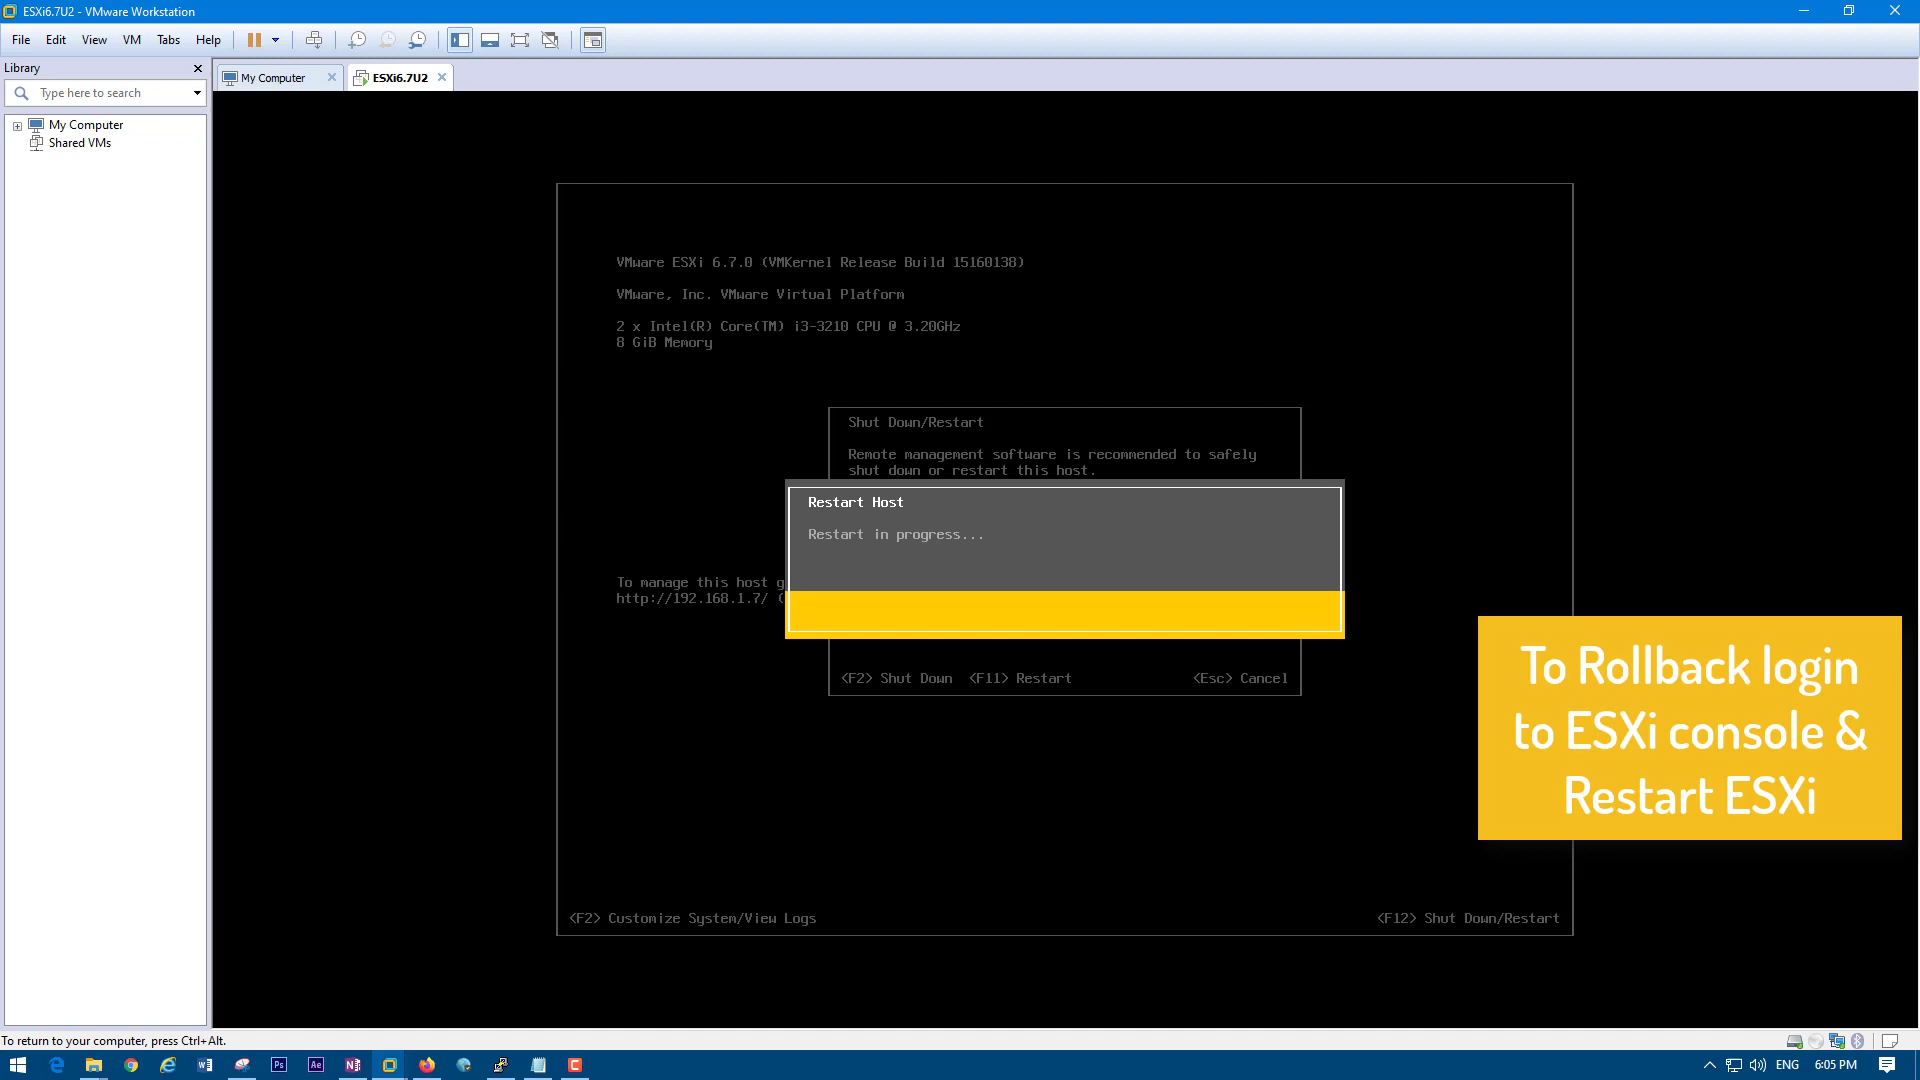 ESXi6.7U2 - VMware Workstation
File Edit View VM Tabs Help
Library
My Computer
ESXi6.7U2
Type here to search
My Computer
Shared VMs
VMware ESXi 6.7.0 (VMKernel Release Build 15160138)
VMware, Inc. VMware Virtual Platform
2 x Intel(R) Core(TM) i3-3210 CPU @ 3.20GHz
8 GiB Memory
Shut Down/Restart
Remote management software is recommended to safely
shut down or restart this host.
Restart Host
Restart in progress...
To manage this host g
http://192.168.1.7/ (
<F2> Shut Down <F11> Restart <Esc> Cancel
To Rollback login
to ESXi console &
Restart ESXi
<F2> Customize System/View Logs
<F12> Shut Down/Restart
To return to your computer, press Ctrl+Alt.
Ps
Ae
ENG
6:05 PM